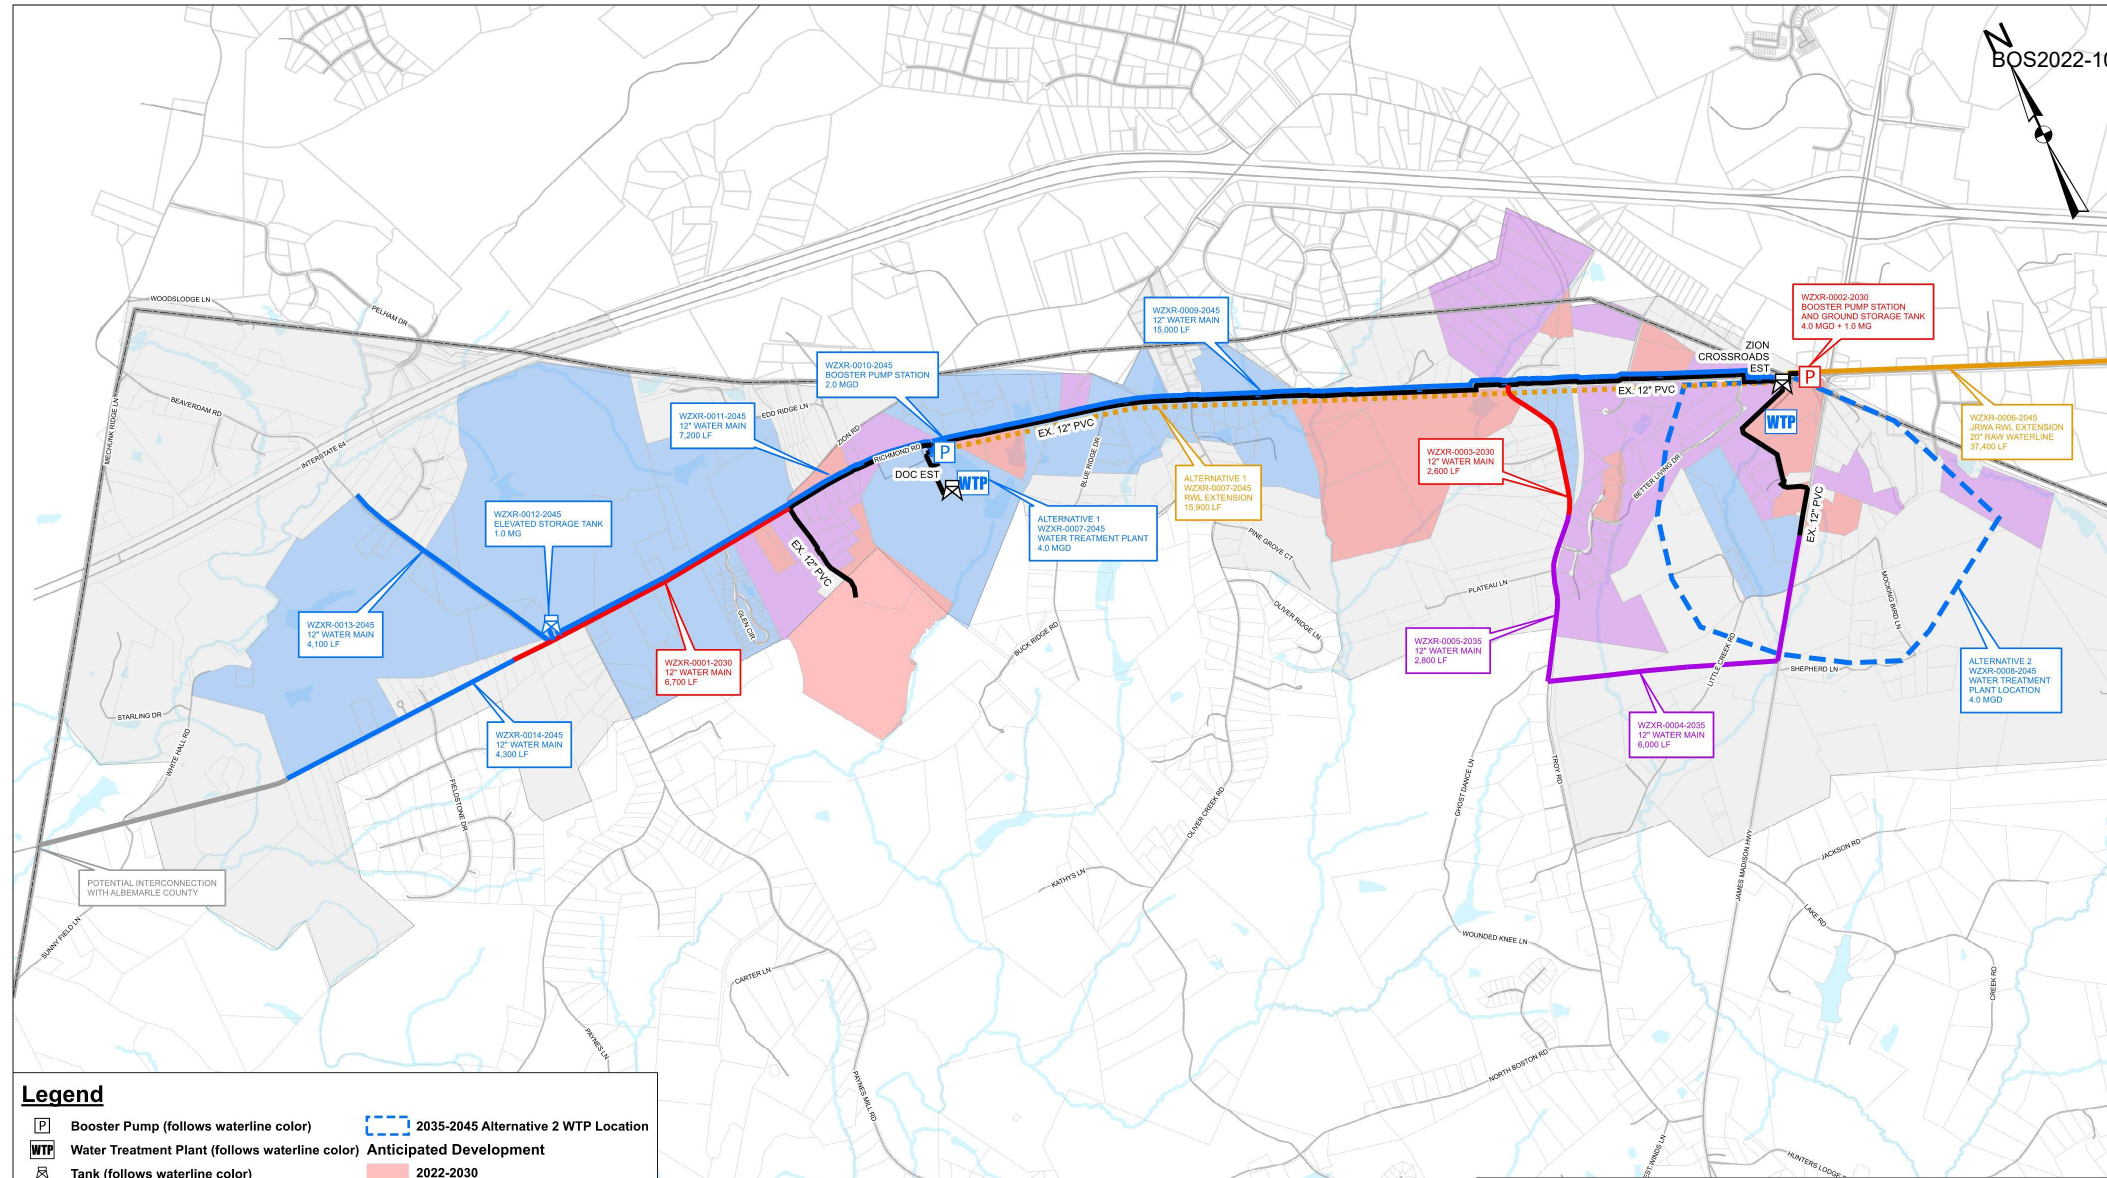 BOS2022-10
WOODSLODGE LN
PELHAM DR
MECHUNK RIDGE LN
BEAVERDAM RD
INTERSTATE 64
WZXR-0009-2045
12" WATER MAIN
15,000 LF
WZXR-0002-2030
BOOSTER PUMP STATION
AND GROUND STORAGE TANK
4.0 MGD + 1.0 MG
ZION
CROSSROADS
EST
P
WZXR-0010-2045
BOOSTER PUMP STATION
2.0 MGD
WZXR-0011-2045
12" WATER MAIN
7,200 LF
EDD RIDGE LN
ZION RD
RICHMOND RD
EX. 12" PVC
EX. 12" PVC
P
DOC EST
WTP
WTP
BLUE RIDGE DR
WZXR-0006-2045
JRWA RWL EXTENSION
20" RAW WATERLINE
37,400 LF
WZXR-0003-2030
12" WATER MAIN
2,600 LF
BETTER LIVING DR
ALTERNATIVE 1
WZXR-0007-2045
RWL EXTENSION
15,900 LF
WZXR-0012-2045
ELEVATED STORAGE TANK
1.0 MG
ALTERNATIVE 1
WZXR-0007-2045
WATER TREATMENT PLANT
4.0 MGD
EX. 12" PVC
EX. 12" PVC
PINE GROVE CT
PLATEAU LN
MOCKING BIRD LN
OLIVER RIDGE LN
GLEN CIR
BUCK RIDGE RD
WZXR-0013-2045
12" WATER MAIN
4,100 LF
WZXR-0001-2030
12" WATER MAIN
6,700 LF
WZXR-0005-2035
12" WATER MAIN
2,800 LF
LITTLE CREEK RD
SHEPHERD LN
ALTERNATIVE 2
WZXR-0008-2045
WATER TREATMENT
PLANT LOCATION
4.0 MGD
STARLING DR
WHITE HALL RD
WZXR-0014-2045
12" WATER MAIN
4,300 LF
WZXR-0004-2035
12" WATER MAIN
6,000 LF
FIELDSTONE DR
TROY RD
GHOST DANCE LN
OLIVER CREEK RD
JAMES MADISON HWY
JACKSON RD
POTENTIAL INTERCONNECTION
WITH ALBEMARLE COUNTY
KATHYS LN
LAKE RD
SUNNY FIELD LN
WOUNDED KNEE LN
CARTER LN
CREEK RD
PAYNES LN
NORTH BOSTON RD
PAYNES MILL RD
HUNTERS LODGE
Legend
P Booster Pump (follows waterline color)
WTP Water Treatment Plant (follows waterline color)
Tank (follows waterline color)
2035-2045 Alternative 2 WTP Location
Anticipated Development
2022-2030